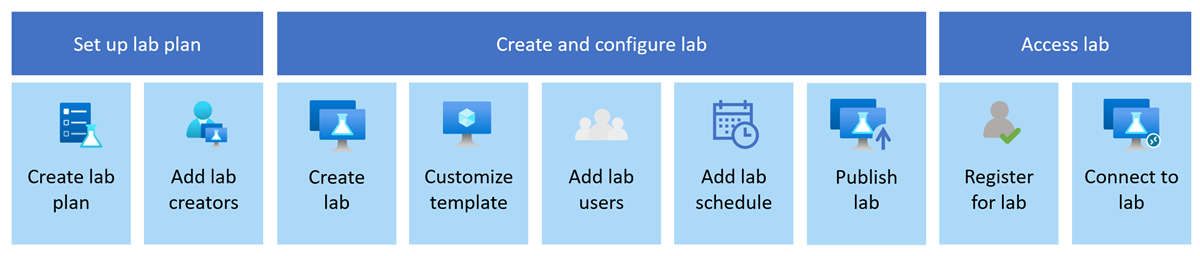 Set up lab plan
Create and configure lab
Access lab
Create lab
plan
Add lab
creators
Create
lab
Customize
template
Add lab
users
Add lab
schedule
Publish
lab
Register
for lab
Connect to
lab